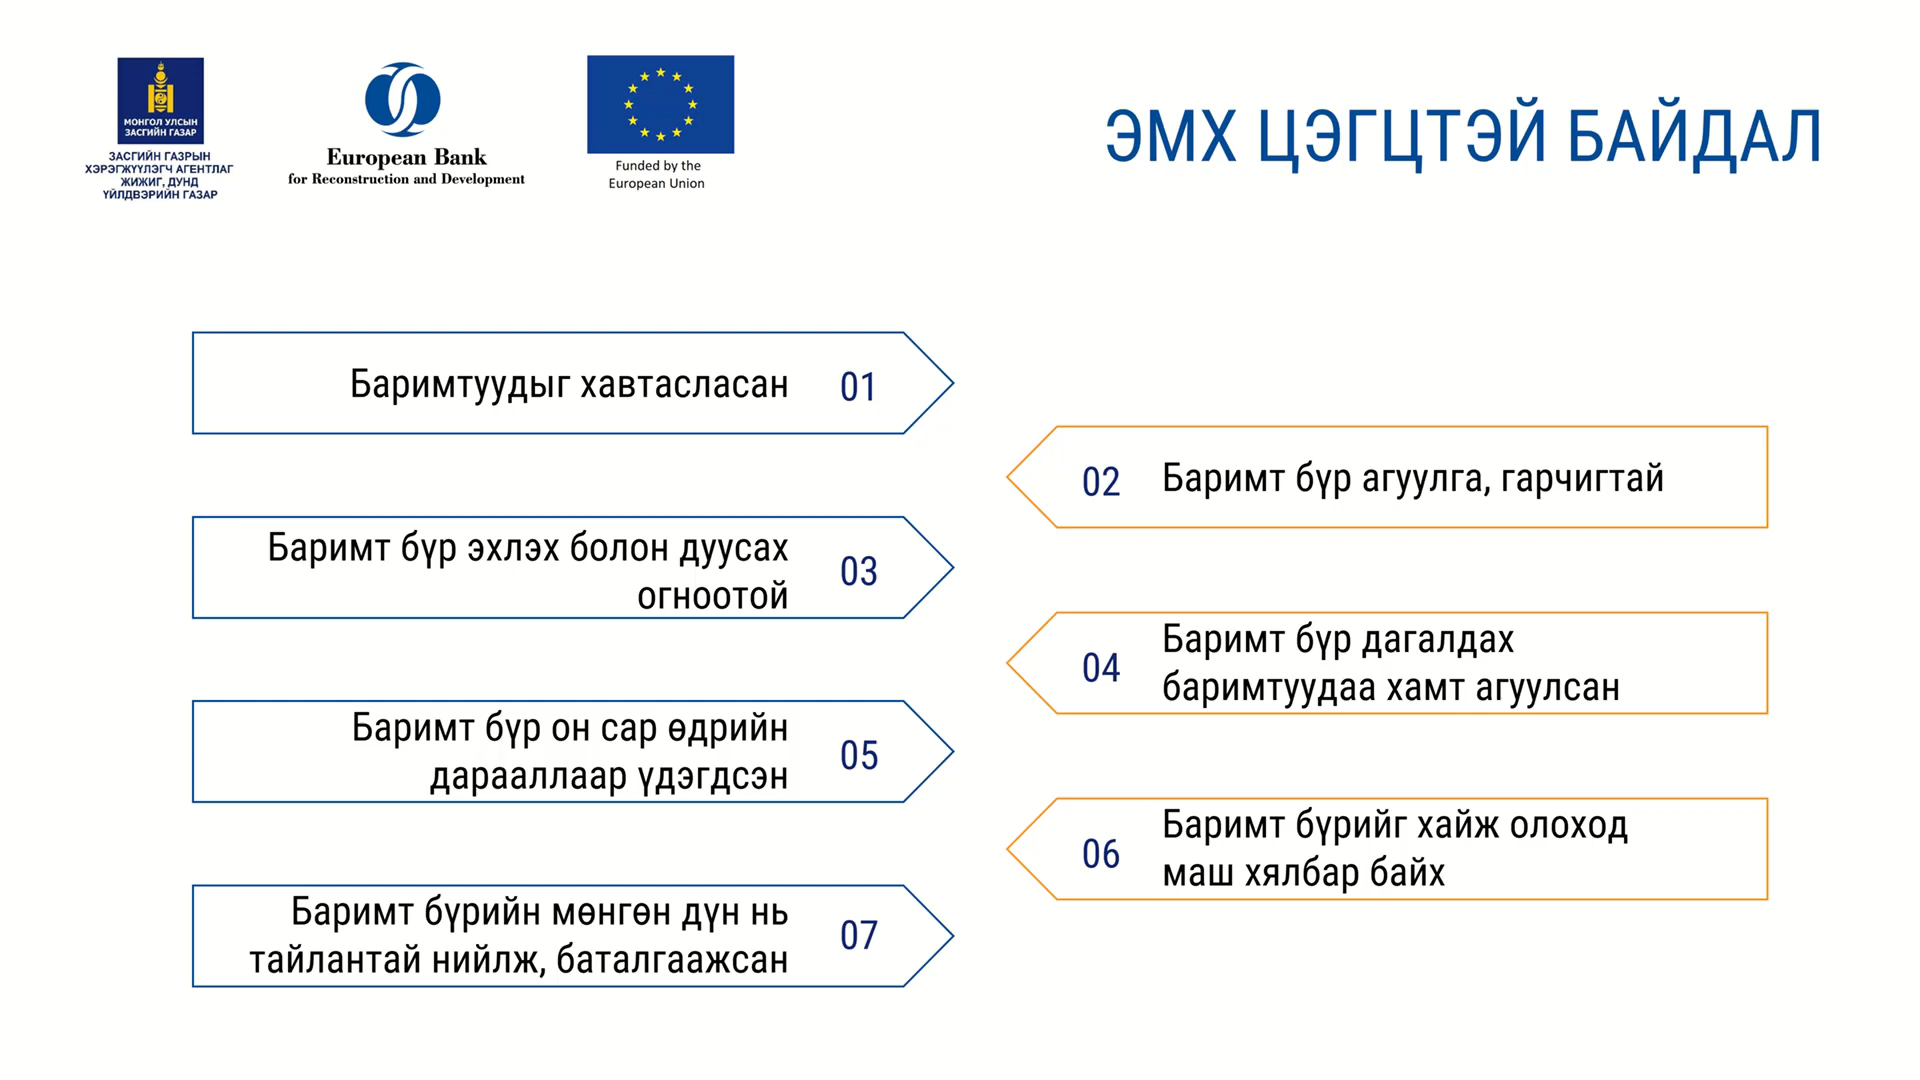 МОНГОЛ УЛСЫН
ЗАСГИЙН ГАЗАР
ЗАСГИЙН ГАЗРЫН
ХЭРЭГЖҮҮЛЭГЧ АГЕНТЛАГ
ЖИЖИГ, ДУНД
ҮЙЛДВЭРИЙН ГАЗАР
European Bank
for Reconstruction and Development
Funded by the
European Union
ЭМХ ЦЭГЦТЭЙ БАЙДАЛ
Баримтуудыг хавтасласан
01
02
Баримт бүр агуулга, гарчигтай
Баримт бүр эхлэх болон дуусах
огноотой
03
04
Баримт бүр дагалдах
баримтуудаа хамт агуулсан
Баримт бүр он сар өдрийн
дарааллаар үдэгдсэн
05
06
Баримт бүрийг хайж олоход
маш хялбар байх
Баримт бүрийн мөнгөн дүн нь
тайлантай нийлж, баталгаажсан
07